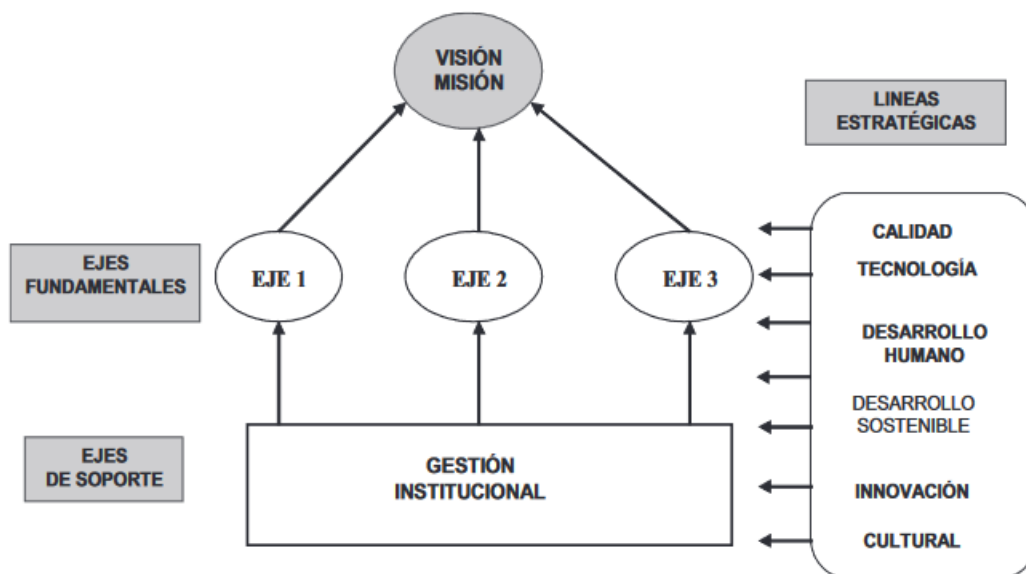 VISIÓN
MISIÓN
LINEAS
ESTRATÉGICAS
EJES
FUNDAMENTALES
EJE 1
EJE 2
EJE 3
CALIDAD
TECNOLOGÍA
DESARROLLO
HUMANO
DESARROLLO
SOSTENIBLE
INNOVACIÓN
CULTURAL
EJES
DE SOPORTE
GESTIÓN
INSTITUCIONAL